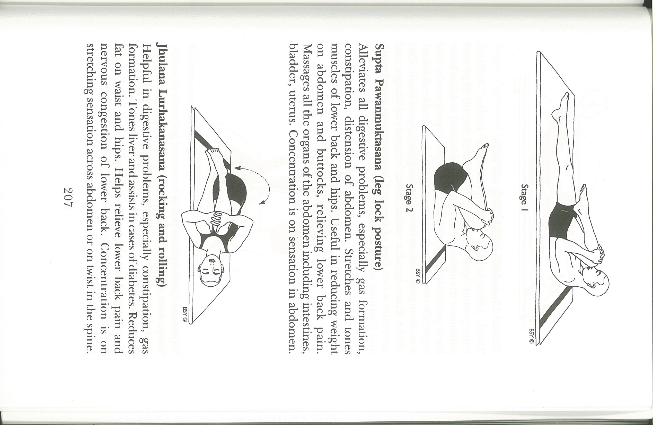 Stage 1
Stage 2
Supta Pawanmuktasana (leg lock posture)
Alleviates all digestive problems, especially gas formation,
constipation, distension of abdomen. Stretches and tones
muscles of lower back and hips. Useful in reducing weight
on abdomen and buttocks, relieving lower back pain.
Massages all the organs of the abdomen including intestines,
bladder, uterus. Concentration is on sensation in abdomen.
Jhulana Lurhakanasana (rocking and rolling)
Helpful in digestive problems, especially constipation, gas
formation. Tones liver and assists in cases of diabetes. Reduces
fat on waist and hips. Helps relieve lower back pain and
nervous congestion of lower back. Concentration is on
stretching sensation across abdomen or on twist in the spine.
207